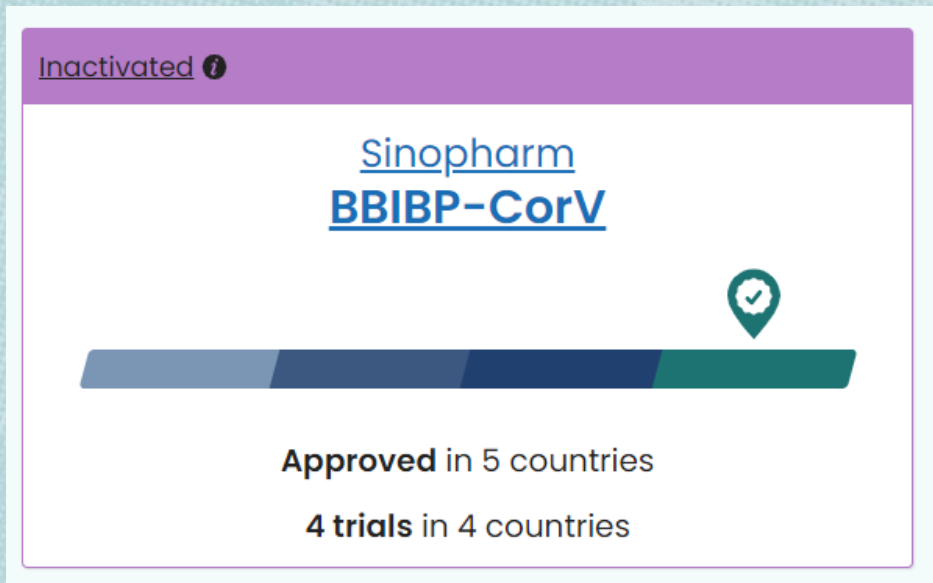 Inactivated
Sinopharm
BBIBP-CorV
Approved in 5 countries
4 trials in 4 countries